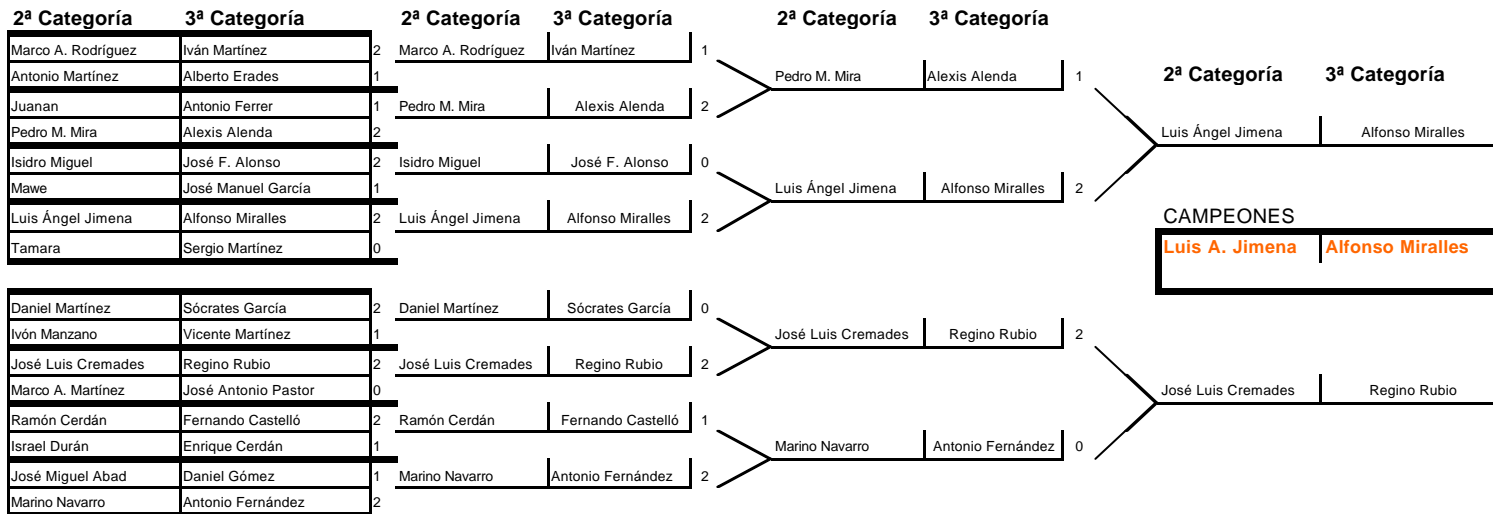 2ª Categoría 3ª Categoría 2ª Categoría 3ª Categoría 2ª Categoría 3ª Categoría
Marco A. Rodríguez Iván Martínez 2 Marco A. Rodríguez Iván Martínez 1
Antonio Martínez Alberto Erades 1 Pedro M. Mira Alexis Alenda 1 2ª Categoría 3ª Categoría
Juanan Antonio Ferrer 1 Pedro M. Mira Alexis Alenda 2
Pedro M. Mira Alexis Alenda 2 Luis Ángel Jimena Alfonso Miralles
Isidro Miguel José F. Alonso 2 Isidro Miguel José F. Alonso 0
Mawe José Manuel García 1 Luis Ángel Jimena Alfonso Miralles 2
Luis Ángel Jimena Alfonso Miralles 2 Luis Ángel Jimena Alfonso Miralles 2 CAMPEONES
Tamara Sergio Martínez 0 Luis A. Jimena Alfonso Miralles
Daniel Martínez Sócrates García 2 Daniel Martínez Sócrates García 0
Ivón Manzano Vicente Martínez 1 José Luis Cremades Regino Rubio 2
José Luis Cremades Regino Rubio 2 José Luis Cremades Regino Rubio 2
Marco A. Martínez José Antonio Pastor 0 José Luis Cremades Regino Rubio
Ramón Cerdán Fernando Castelló 2 Ramón Cerdán Fernando Castelló 1
Israel Durán Enrique Cerdán 1 Marino Navarro Antonio Fernández 0
José Miguel Abad Daniel Gómez 1 Marino Navarro Antonio Fernández 2
Marino Navarro Antonio Fernández 2